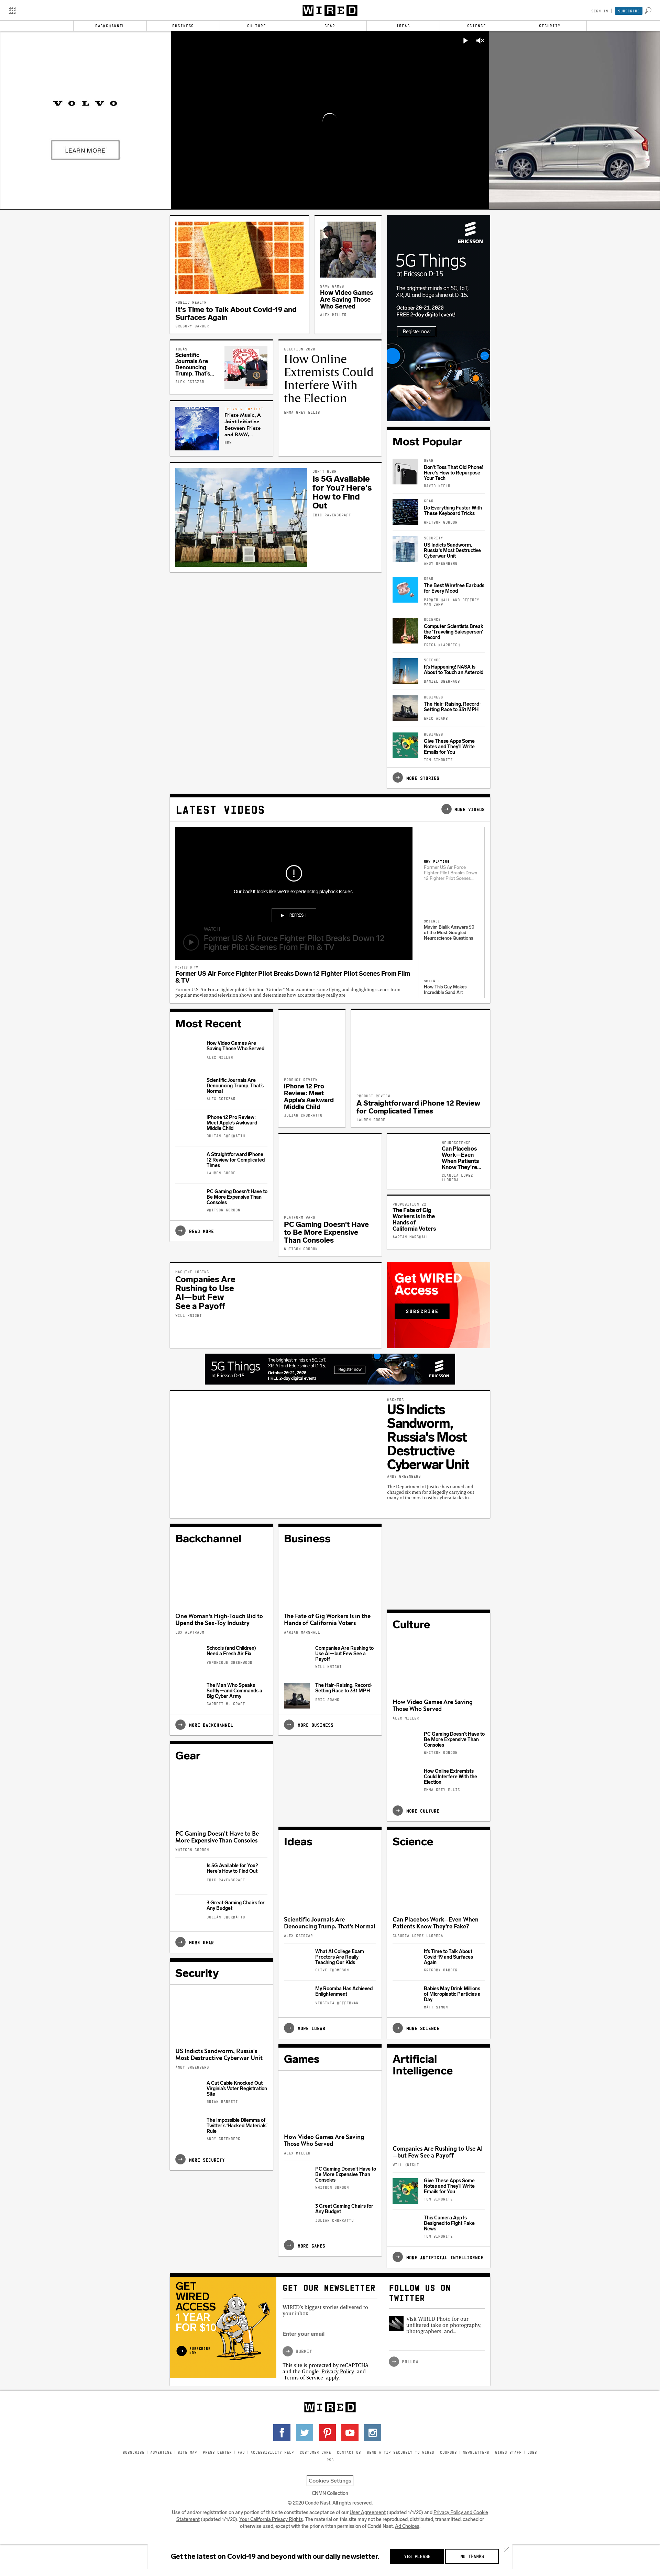 WIRED
SIGN IN | SUBSCRIBE
BACKCHANNEL BUSINESS CULTURE GEAR IDEAS SCIENCE SECURITY
VOLVO
LEARN MORE
PUBLIC HEALTH
It's Time to Talk About Covid-19 and
Surfaces Again
GREGORY BARBER
SAVE GAMES
How Video Games
Are Saving Those
Who Served
ALEX MILLER
IDEAS
Scientific
Journals Are
Denouncing
Trump. That's...
ALEX CSISZAR
ELECTION 2020
How Online
Extremists Could
Interfere With
the Election
EMMA GREY ELLIS
SPONSOR CONTENT
Frieze Music, A
Joint Initiative
Between Frieze
and BMW,...
BMW
DON'T RUSH
Is 5G Available
for You? Here's
How to Find
Out
ERIC RAVENSCRAFT
ERICSSON
5G Things
at Ericsson D-15
The brightest minds on 5G, IoT,
XR, AI and Edge shine at D-15.
October 20-21, 2020
FREE 2-day digital event!
Register now
Most Popular
GEAR
Don't Toss That Old Phone!
Here's How to Repurpose
Your Tech
DAVID NIELD
GEAR
Do Everything Faster With
These Keyboard Tricks
WHITSON GORDON
SECURITY
US Indicts Sandworm,
Russia's Most Destructive
Cyberwar Unit
ANDY GREENBERG
GEAR
The Best Wirefree Earbuds
for Every Mood
PARKER HALL AND JEFFREY
VAN CAMP
SCIENCE
Computer Scientists Break
the 'Traveling Salesperson'
Record
ERICA KLARREICH
SCIENCE
It's Happening! NASA Is
About to Touch an Asteroid
DANIEL OBERHAUS
BUSINESS
The Hair-Raising, Record-
Setting Race to 331 MPH
ERIC ADAMS
BUSINESS
Give These Apps Some
Notes and They'll Write
Emails for You
TOM SIMONITE
MORE STORIES
LATEST VIDEOS
MORE VIDEOS
Our bad! It looks like we're experiencing playback issues.
REFRESH
WATCH
Former US Air Force Fighter Pilot Breaks Down 12
Fighter Pilot Scenes From Film & TV
MOVIES & TV
Former US Air Force Fighter Pilot Breaks Down 12 Fighter Pilot Scenes From Film
& TV
Former U.S. Air Force fighter pilot Christine "Grinder" Mau examines some flying and dogfighting scenes from
popular movies and television shows and determines how accurate they really are.
NOW PLAYING
Former US Air Force
Fighter Pilot Breaks Down
12 Fighter Pilot Scenes...
SCIENCE
Mayim Bialik Answers 50
of the Most Googled
Neuroscience Questions
SCIENCE
How This Guy Makes
Incredible Sand Art
Most Recent
How Video Games Are
Saving Those Who Served
ALEX MILLER
Scientific Journals Are
Denouncing Trump. That's
Normal
ALEX CSISZAR
iPhone 12 Pro Review:
Meet Apple's Awkward
Middle Child
JULIAN CHOKKATTU
A Straightforward iPhone
12 Review for Complicated
Times
LAUREN GOODE
PC Gaming Doesn't Have to
Be More Expensive Than
Consoles
WHITSON GORDON
READ MORE
PRODUCT REVIEW
iPhone 12 Pro
Review: Meet
Apple's Awkward
Middle Child
JULIAN CHOKKATTU
PRODUCT REVIEW
A Straightforward iPhone 12 Review
for Complicated Times
LAUREN GOODE
PLATFORM WARS
PC Gaming Doesn't Have
to Be More Expensive
Than Consoles
WHITSON GORDON
NEUROSCIENCE
Can Placebos
Work—Even
When Patients
Know They're...
CLAUDIA LOPEZ
LLOREDA
PROPOSITION 22
The Fate of Gig
Workers Is in the
Hands of
California Voters
AARIAN MARSHALL
MACHINE LOSING
Companies Are
Rushing to Use
AI—but Few
See a Payoff
WILL KNIGHT
Get WIRED
Access
SUBSCRIBE
5G Things
at Ericsson D-15
The brightest minds on 5G, IoT,
XR, AI and Edge shine at D-15.
October 20-21, 2020
FREE 2-day digital event!
Register now
ERICSSON
HACKERS
US Indicts
Sandworm,
Russia's Most
Destructive
Cyberwar Unit
ANDY GREENBERG
The Department of Justice has named and
charged six men for allegedly carrying out
many of the most costly cyberattacks in...
Backchannel
One Woman's High-Touch Bid to
Upend the Sex-Toy Industry
LUX ALPTRAUM
Schools (and Children)
Need a Fresh Air Fix
VERONIQUE GREENWOOD
The Man Who Speaks
Softly—and Commands a
Big Cyber Army
GARRETT M. GRAFF
MORE BACKCHANNEL
Business
The Fate of Gig Workers Is in the
Hands of California Voters
AARIAN MARSHALL
Companies Are Rushing to
Use AI—but Few See a
Payoff
WILL KNIGHT
The Hair-Raising, Record-
Setting Race to 331 MPH
ERIC ADAMS
MORE BUSINESS
Culture
How Video Games Are Saving
Those Who Served
ALEX MILLER
PC Gaming Doesn't Have to
Be More Expensive Than
Consoles
WHITSON GORDON
How Online Extremists
Could Interfere With the
Election
EMMA GREY ELLIS
MORE CULTURE
Gear
PC Gaming Doesn't Have to Be
More Expensive Than Consoles
WHITSON GORDON
Is 5G Available for You?
Here's How to Find Out
ERIC RAVENSCRAFT
3 Great Gaming Chairs for
Any Budget
JULIAN CHOKKATTU
MORE GEAR
Ideas
Scientific Journals Are
Denouncing Trump. That's Normal
ALEX CSISZAR
What AI College Exam
Proctors Are Really
Teaching Our Kids
CLIVE THOMPSON
My Roomba Has Achieved
Enlightenment
VIRGINIA HEFFERNAN
MORE IDEAS
Science
Can Placebos Work—Even When
Patients Know They're Fake?
CLAUDIA LOPEZ LLOREDA
It's Time to Talk About
Covid-19 and Surfaces
Again
GREGORY BARBER
Babies May Drink Millions
of Microplastic Particles a
Day
MATT SIMON
MORE SCIENCE
Security
US Indicts Sandworm, Russia's
Most Destructive Cyberwar Unit
ANDY GREENBERG
A Cut Cable Knocked Out
Virginia's Voter Registration
Site
BRIAN BARRETT
The Impossible Dilemma of
Twitter's 'Hacked Materials'
Rule
ANDY GREENBERG
MORE SECURITY
Games
How Video Games Are Saving
Those Who Served
ALEX MILLER
PC Gaming Doesn't Have to
Be More Expensive Than
Consoles
WHITSON GORDON
3 Great Gaming Chairs for
Any Budget
JULIAN CHOKKATTU
MORE GAMES
Artificial
Intelligence
Companies Are Rushing to Use AI
—but Few See a Payoff
WILL KNIGHT
Give These Apps Some
Notes and They'll Write
Emails for You
TOM SIMONITE
This Camera App Is
Designed to Fight Fake
News
TOM SIMONITE
MORE ARTIFICIAL INTELLIGENCE
GET
WIRED
ACCESS
1 YEAR
FOR $10
SUBSCRIBE
NOW
GET OUR NEWSLETTER
WIRED's biggest stories delivered to
your inbox.
Enter your email
SUBMIT
This site is protected by reCAPTCHA
and the Google Privacy Policy and
Terms of Service apply.
FOLLOW US ON
TWITTER
Visit WIRED Photo for our
unfiltered take on photography,
photographers, and...
FOLLOW
WIRED
SUBSCRIBE | ADVERTISE | SITE MAP | PRESS CENTER | FAQ | ACCESSIBILITY HELP | CUSTOMER CARE | CONTACT US | SEND A TIP SECURELY TO WIRED | COUPONS | NEWSLETTERS | WIRED STAFF | JOBS |
RSS
Cookies Settings
CNMN Collection
© 2020 Condé Nast. All rights reserved.
Use of and/or registration on any portion of this site constitutes acceptance of our User Agreement (updated 1/1/20) and Privacy Policy and Cookie
Statement (updated 1/1/20). Your California Privacy Rights. The material on this site may not be reproduced, distributed, transmitted, cached or
otherwise used, except with the prior written permission of Condé Nast. Ad Choices.
Get the latest on Covid-19 and beyond with our daily newsletter.
YES PLEASE
NO THANKS